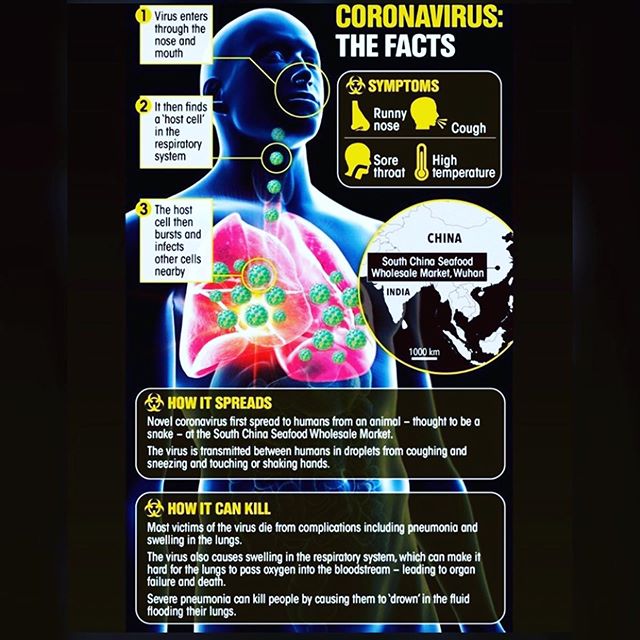 CORONAVIRUS:
THE FACTS
1 Virus enters
through the
nose and
mouth
2 It then finds
a 'host cell'
in the
respiratory
system
3 The host
cell then
bursts and
infects
other cells
nearby
SYMPTOMS
Runny
nose
Cough
Sore
throat
High
temperature
CHINA
South China Seafood
Wholesale Market, Wuhan
INDIA
1000 km
HOW IT SPREADS
Novel coronavirus first spread to humans from an animal – thought to be a
snake – at the South China Seafood Wholesale Market.
The virus is transmitted between humans in droplets from coughing and
sneezing and touching or shaking hands.
HOW IT CAN KILL
Most victims of the virus die from complications including pneumonia and
swelling in the lungs.
The virus also causes swelling in the respiratory system, which can make it
hard for the lungs to pass oxygen into the bloodstream – leading to organ
failure and death.
Severe pneumonia can kill people by causing them to 'drown' in the fluid
flooding their lungs.